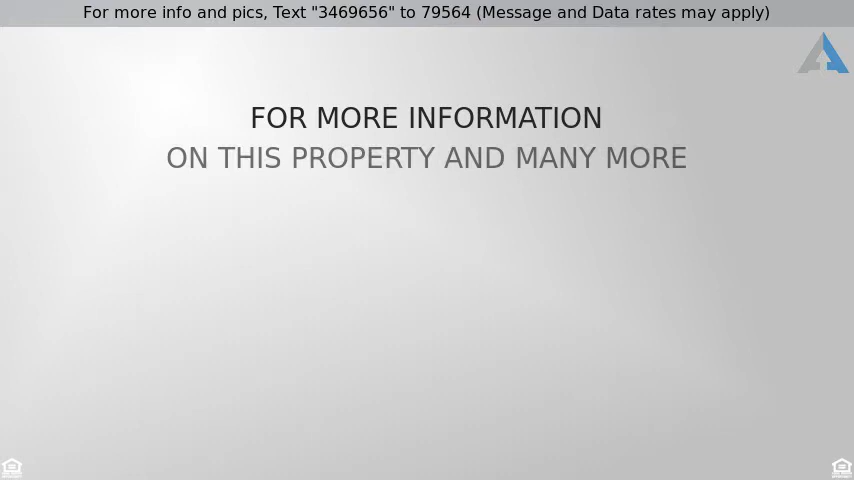 For more info and pics, Text "3469656" to 79564 (Message and Data rates may apply)
FOR MORE INFORMATION
ON THIS PROPERTY AND MANY MORE